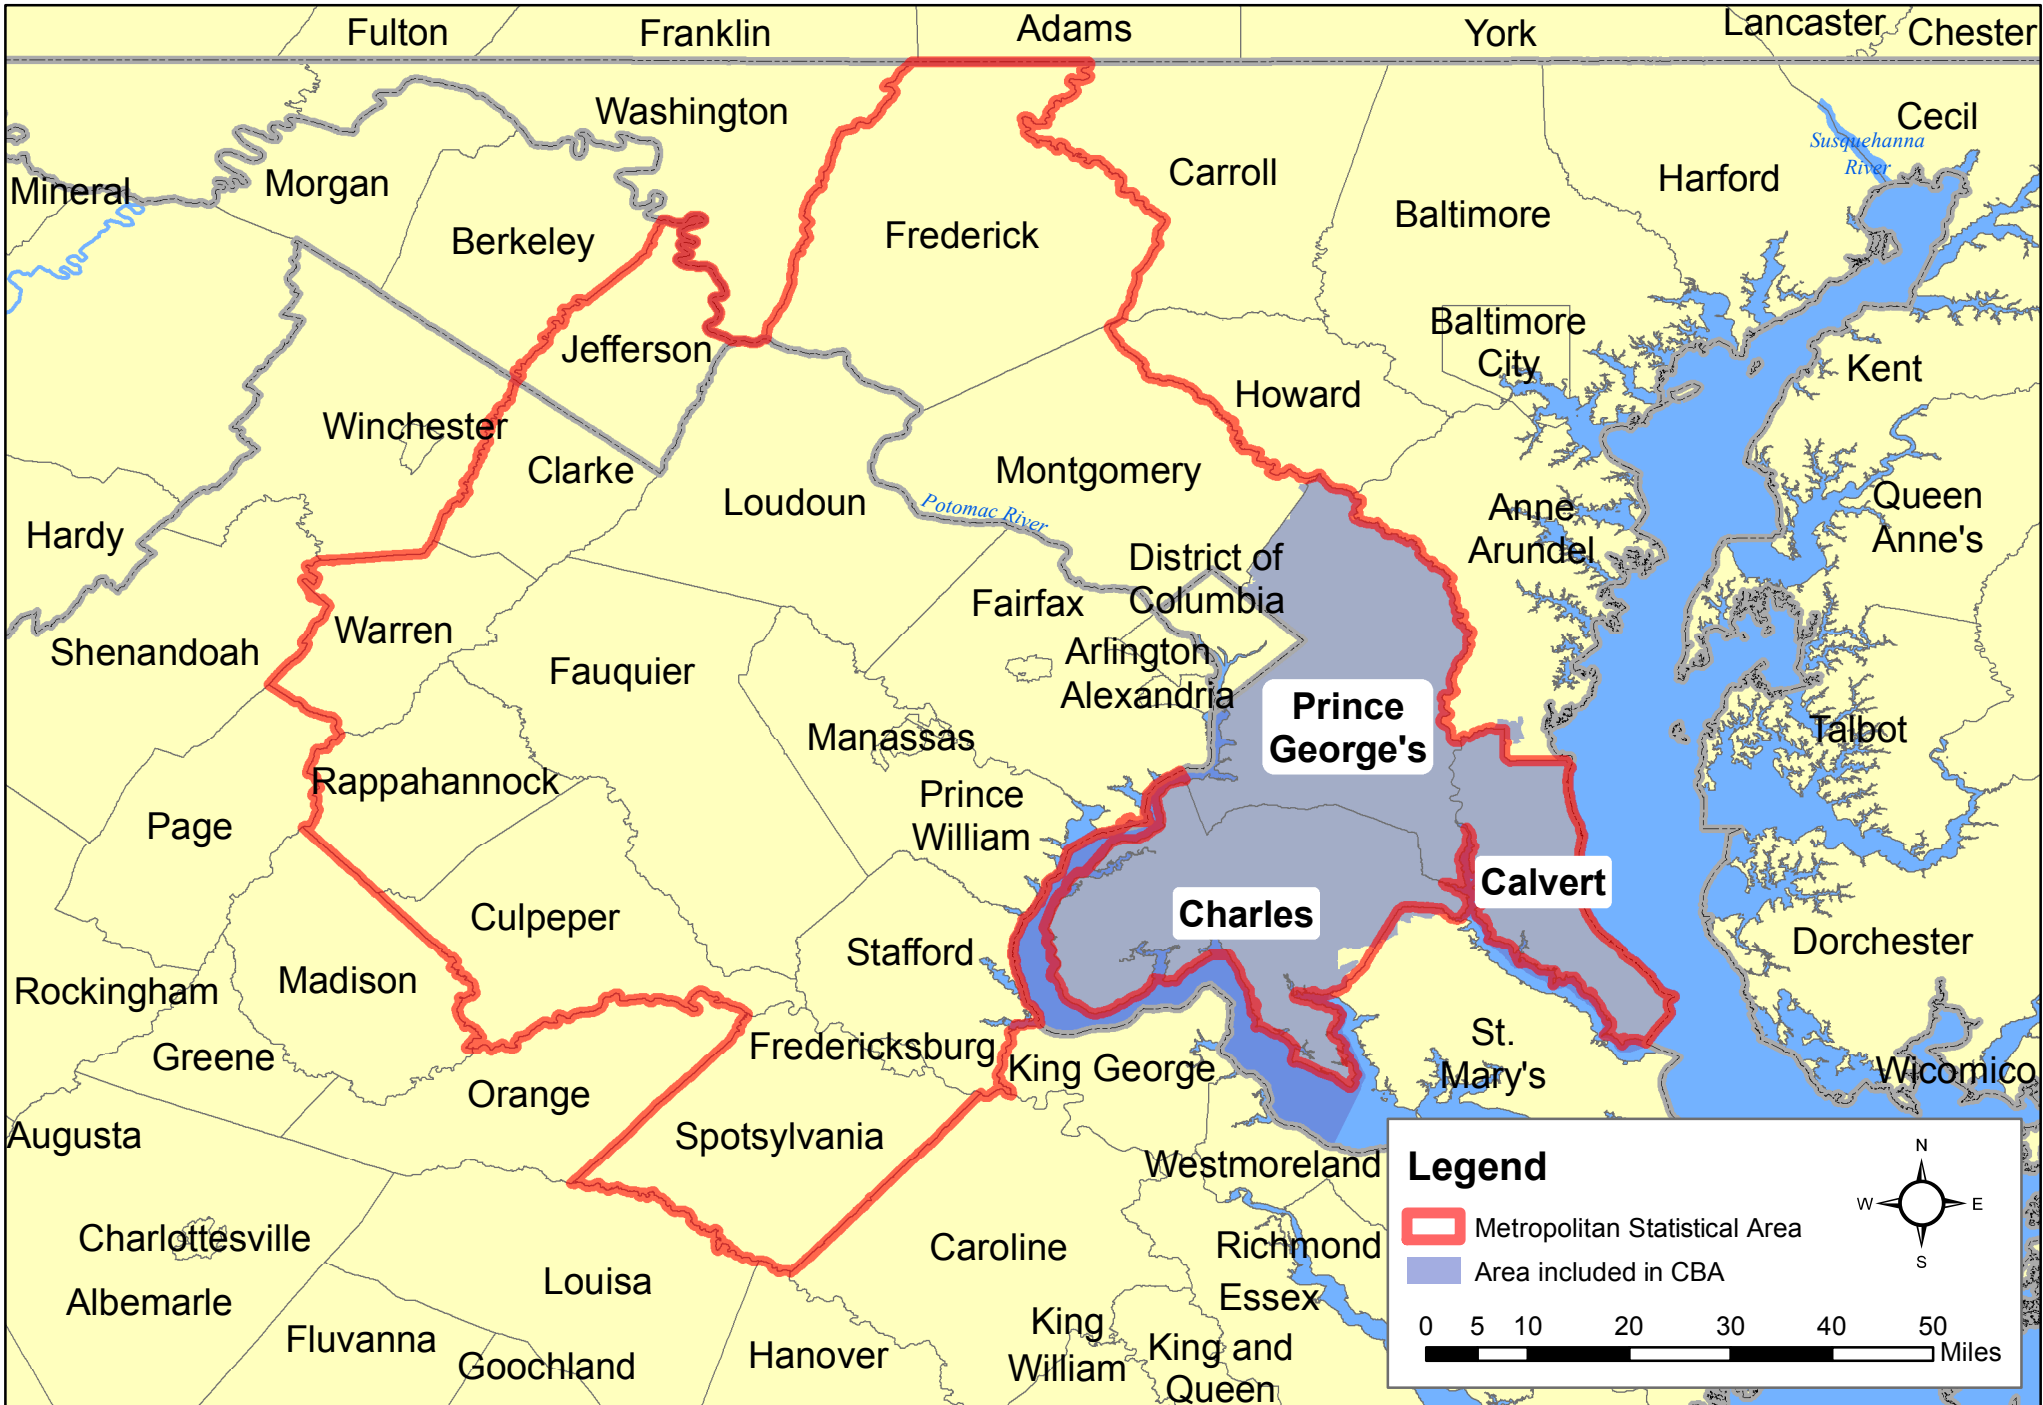 Fulton
Franklin
Adams
York
Lancaster
Chester
Washington
Cecil
Susquehanna
River
Mineral
Morgan
Carroll
Harford
Berkeley
Frederick
Baltimore
Jefferson
Baltimore
City
Kent
Howard
Winchester
Clarke
Montgomery
Loudoun
Potomac River
Anne
Arundel
Queen
Anne's
Hardy
District of
Columbia
Fairfax
Shenandoah
Warren
Fauquier
Arlington
Alexandria
Prince
George's
Manassas
Talbot
Rappahannock
Prince
William
Page
Calvert
Charles
Culpeper
Stafford
Dorchester
Rockingham
Madison
Greene
Fredericksburg
King George
St.
Mary's
Wicomico
Orange
Augusta
Spotsylvania
Westmoreland
Charlottesville
Caroline
Richmond
Louisa
Essex
Albemarle
Fluvanna
Goochland
Hanover
King
William
King and
Queen
Legend
Metropolitan Statistical Area
Area included in CBA
N
W
E
S
0 5 10 20 30 40 50
Miles